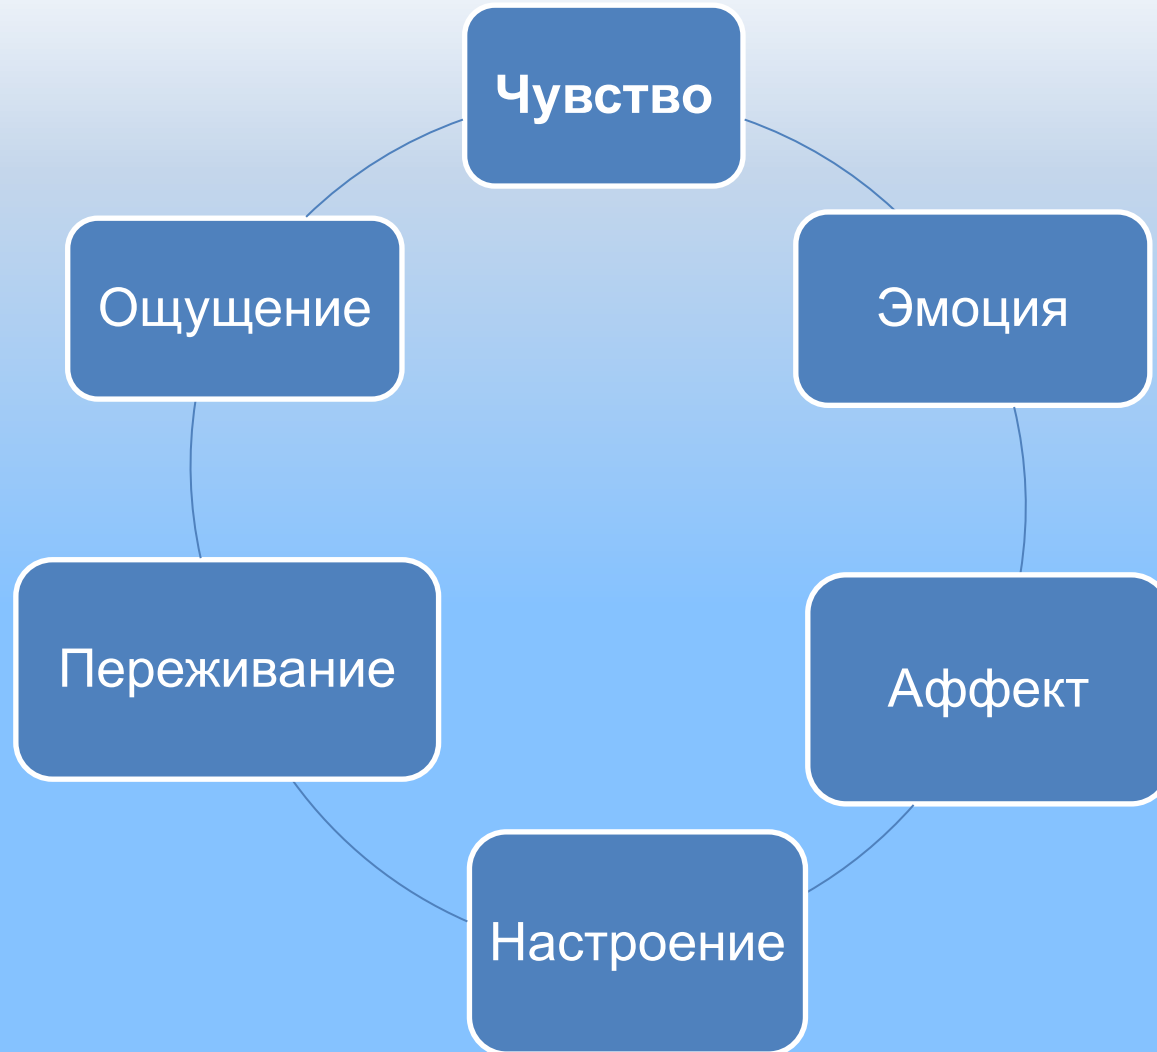 Чувство
Эмоция
Аффект
Настроение
Переживание
Ощущение